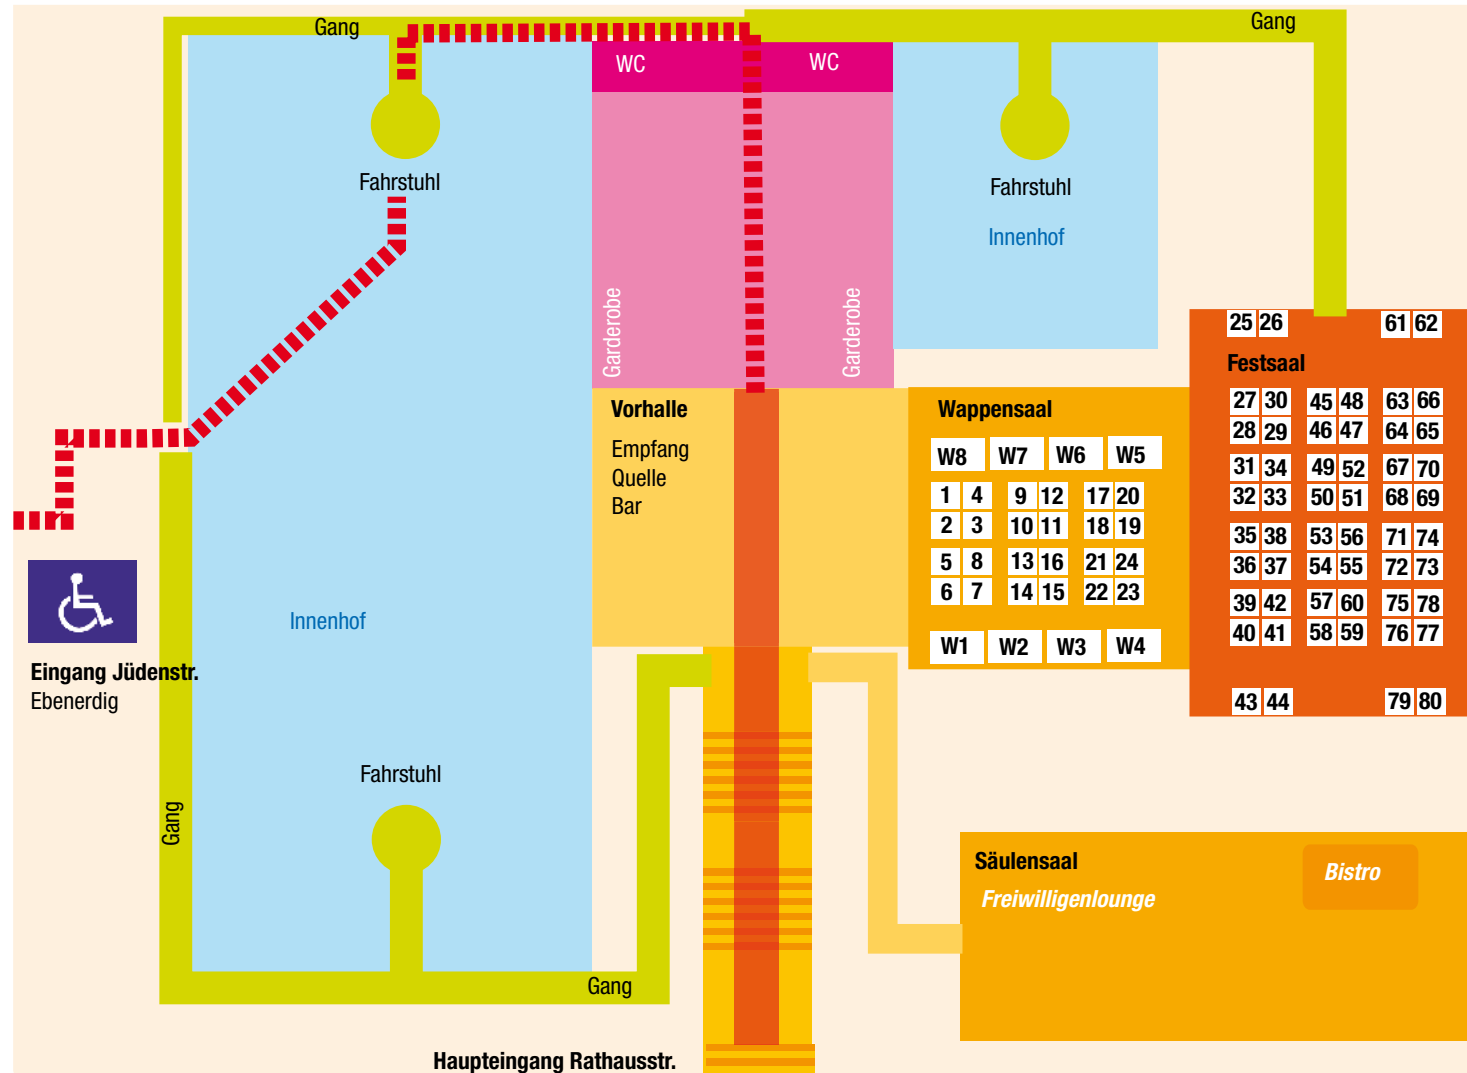 Gang
Gang
WC
WC
Fahrstuhl
Fahrstuhl
Innenhof
Garderobe
Garderobe
25 26
61 62
Festsaal
27 30 45 48 63 66
28 29 46 47 64 65
31 34 49 52 67 70
32 33 50 51 68 69
35 38 53 56 71 74
36 37 54 55 72 73
39 42 57 60 75 78
40 41 58 59 76 77
43 44 79 80
Vorhalle
Empfang
Quelle
Bar
Wappensaal
W8 W7 W6 W5
1 4 9 12 17 20
2 3 10 11 18 19
5 8 13 16 21 24
6 7 14 15 22 23
W1 W2 W3 W4
Eingang Jüdenstr.
Ebenerdig
Innenhof
Fahrstuhl
Gang
Gang
Säulensaal
Freiwilligenlounge
Bistro
Haupteingang Rathausstr.